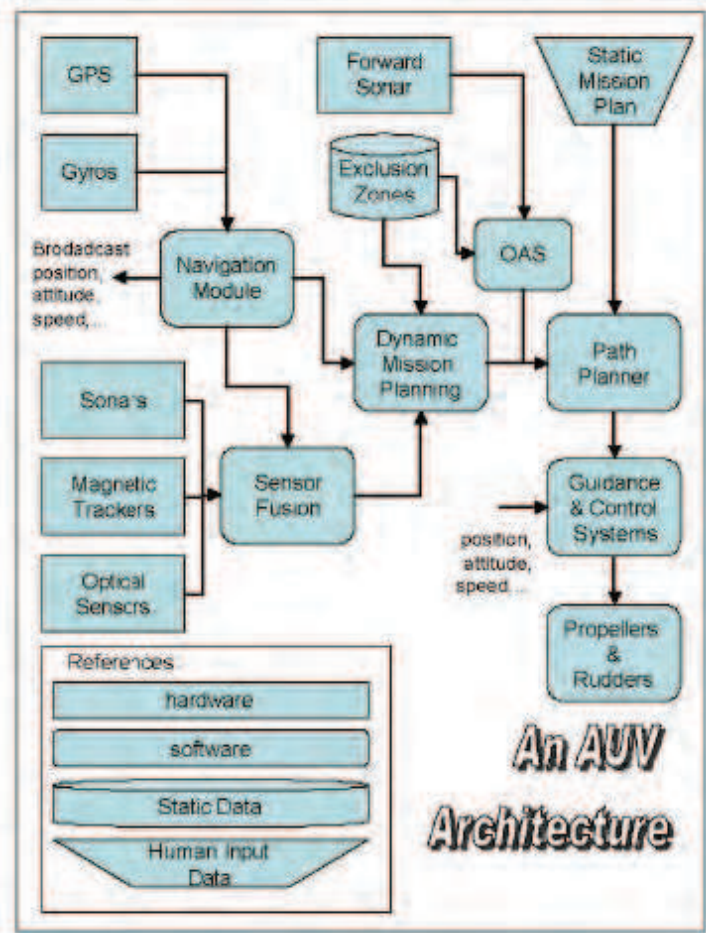 GPS
Forward
Sonar
Static
Mission
Plan
Gyros
Exclusion
Zones
Brodadcast
position,
attitude,
speed,...
Navigation
Module
OAS
Dynamic
Mission
Planning
Path
Planner
Sonars
Magnetic
Trackers
Sensor
Fusion
Guidance
& Control
Systems
position,
attitude,
speed,...
Optical
Sensors
Propellers
&
Rudders
References
hardware
software
Static Data
Human Input
Data
An AUV
Architecture